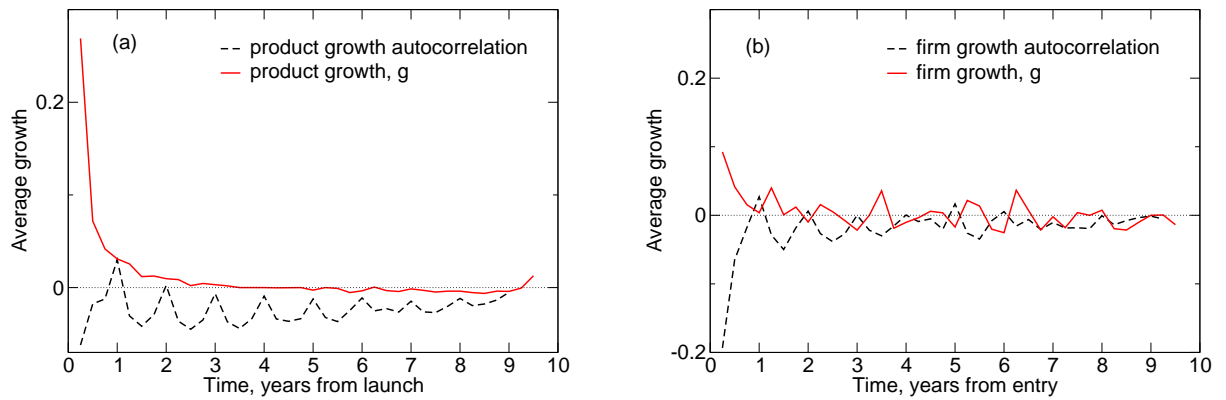 (a)
product growth autocorrelation
product growth, g
0.2
0
Average growth
0 1 2 3 4 5 6 7 8 9 10
Time, years from launch
(b)
firm growth autocorrelation
firm growth, g
0.2
0
-0.2
Average growth
0 1 2 3 4 5 6 7 8 9 10
Time, years from entry